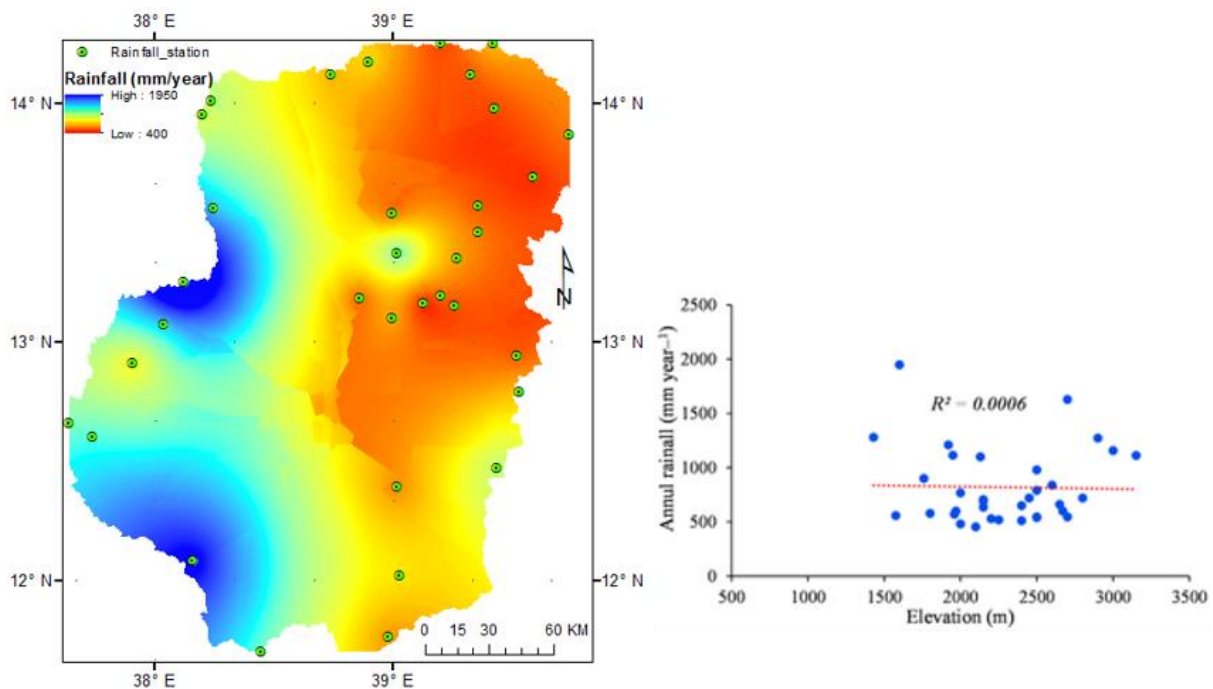 38° E 39° E
Rainfall_station
Rainfall (mm/year)
High : 1950
Low : 400
14° N
13° N
12° N
14° N
13° N
12° N
N
0 15 30 60 KM
38° E 39° E
2500
2000
1500
1000
500
0
Annul rainall (mm year⁻¹)
R² = 0.0006
500 1000 1500 2000 2500 3000 3500
Elevation (m)